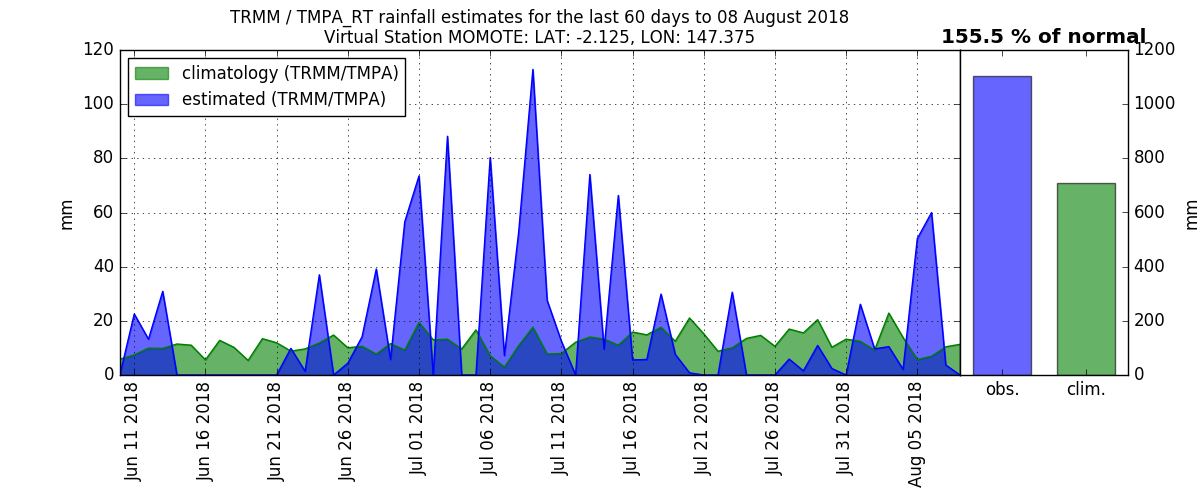 TRMM / TMPA_RT rainfall estimates for the last 60 days to 08 August 2018
Virtual Station MOMOTE: LAT: -2.125, LON: 147.375
155.5 % of normal
climatology (TRMM/TMPA)
estimated (TRMM/TMPA)
mm
120
100
80
60
40
20
0
Jun 11 2018
Jun 16 2018
Jun 21 2018
Jun 26 2018
Jul 01 2018
Jul 06 2018
Jul 11 2018
Jul 16 2018
Jul 21 2018
Jul 26 2018
Jul 31 2018
Aug 05 2018
obs.
clim.
1200
1000
800
600
400
200
0
mm